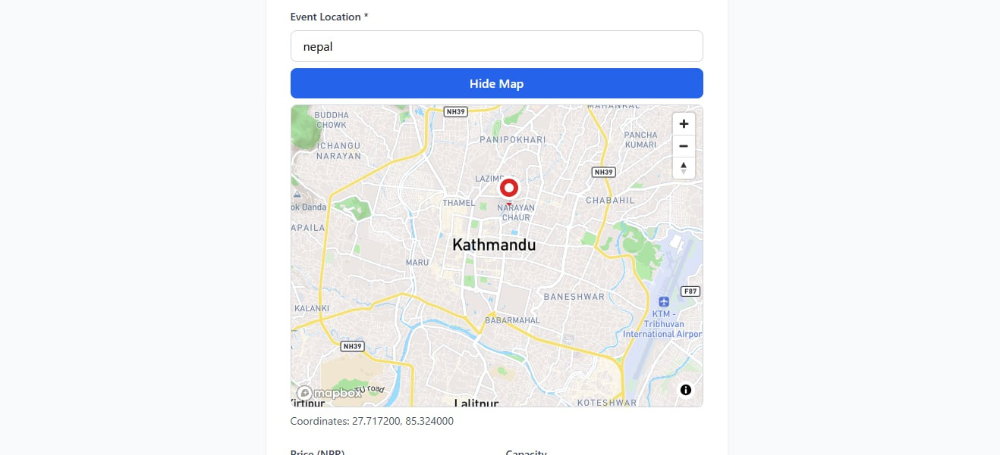 Event Location *
nepal
Hide Map
NH39
MAHANKAL
BUDDHA
CHOWK
PANIPOKHARI
PANCHA
KUMARI
+
−
ICHANGU
NARAYAN
NH39
LAZIMP
THAMEL
NARAYAN
CHAUR
CHABAHIL
ok Danda
APAILA
Kathmandu
MARU
BANESHWAR
F87
KALANKI
BABARMAHAL
KTM -
Tribhuvan
International Airpor
NH39
mapbox
TU road
Kirtipur
Lalitpur
KOTESHWAR
Coordinates: 27.717200, 85.324000
Price (NPR)
Capacity